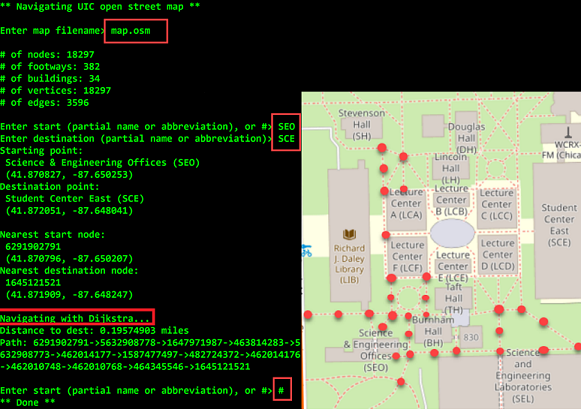 ** Navigating UIC open street map **
Enter map filename> map.osm
# of nodes: 18297
# of footways: 382
# of buildings: 34
# of vertices: 18297
# of edges: 3596
Enter start (partial name or abbreviation), or #> SEO
Enter destination (partial name or abbreviation)> SCE
Starting point:
Science & Engineering Offices (SEO)
(41.870827, -87.650253)
Destination point:
Student Center East (SCE)
(41.872051, -87.648041)
Nearest start node:
6291902791
(41.870796, -87.650207)
Nearest destination node:
1645121521
(41.871909, -87.648247)
Navigating with Dijkstra...
Distance to dest: 0.19574903 miles
Path: 6291902791->5632908778->1647971987->463814283->5
632908773->462014177->1587477497->482724372->462014176
->462010748->462010768->464345546->1645121521
Enter start (partial name or abbreviation), or #> #
** Done **
Stevenson
Hall
(SH)
Douglas
Hall
(DH)
WCRX-
FM (Chica
Lincoln
Hall
(LH)
Lecture
Center
A (LCA)
Lecture
Center
B (LCB)
Lecture
Center
C (LCC)
Student
Center
East
(SCE)
Richard
J. Daley
Library
(LIB)
Lecture
Center
F (LCF)
Lecture
Center
E (LCE)
Lecture
Center
D (LCD)
Taft
Hall
(TH)
Burnham
Hall
(BH)
830
Science
& Engineering
Offices
(SEO)
Science
and
Engineering
Laboratories
(SEL)